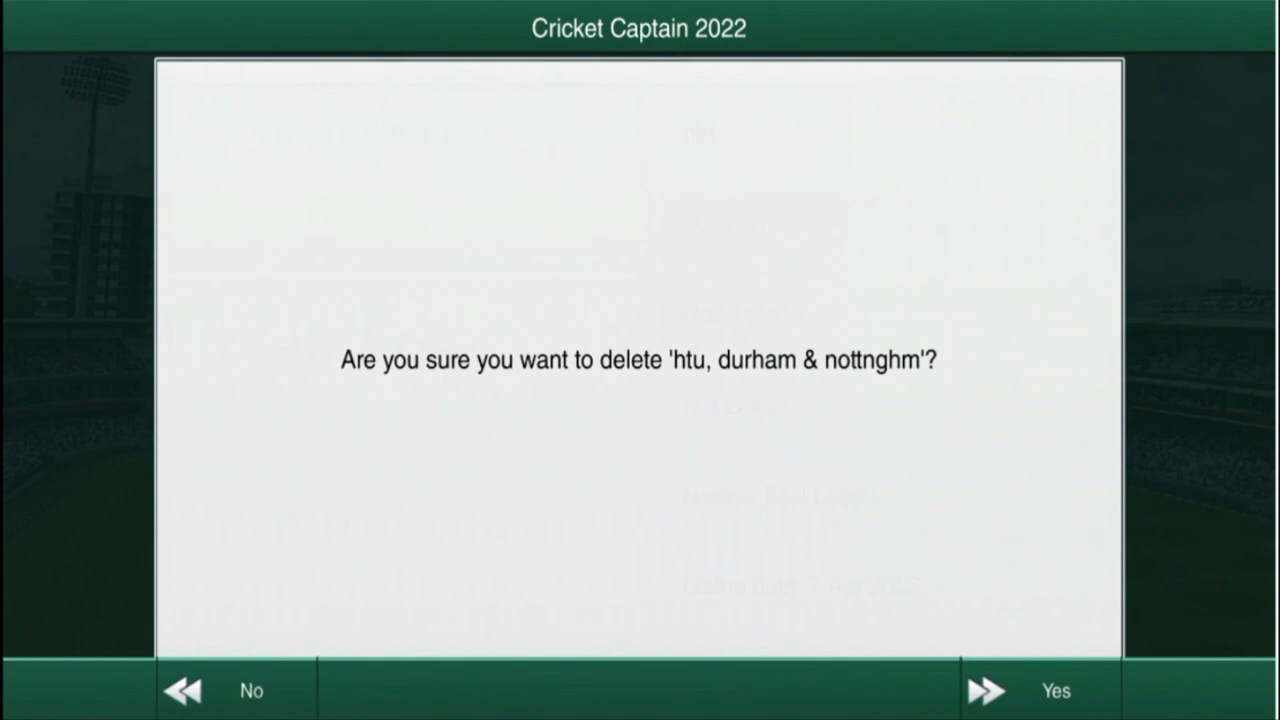 Cricket Captain 2022
Are you sure you want to delete 'htu, durham & nottnghm'?
No
Yes